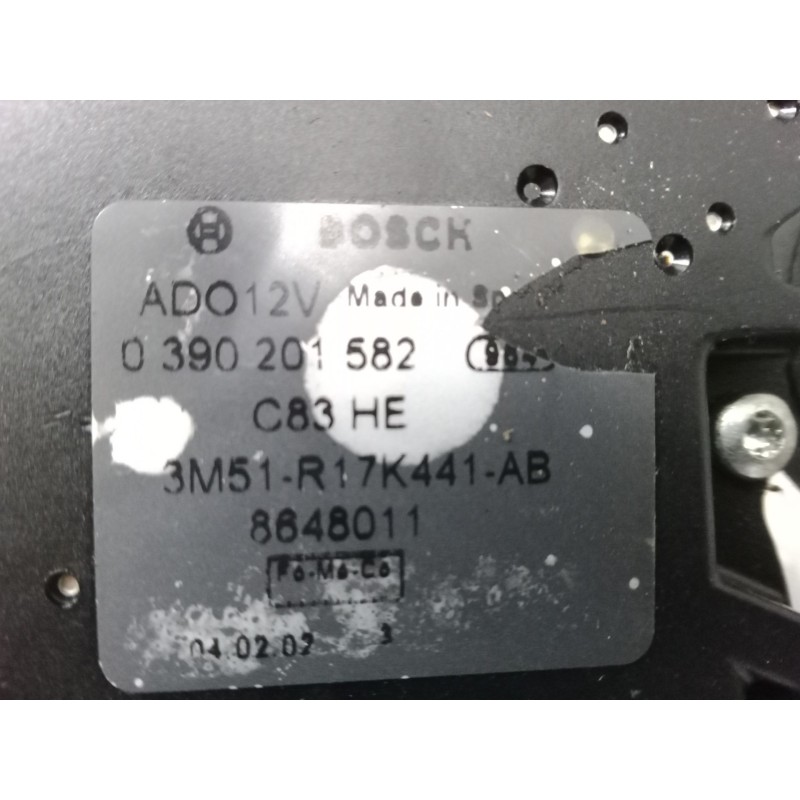 BOSCH
ADO12V Made in
0 390 201 582
C83 HE
3M51-R17K441-AB
8648011
Fo-Mo-Co
04.02.02 3